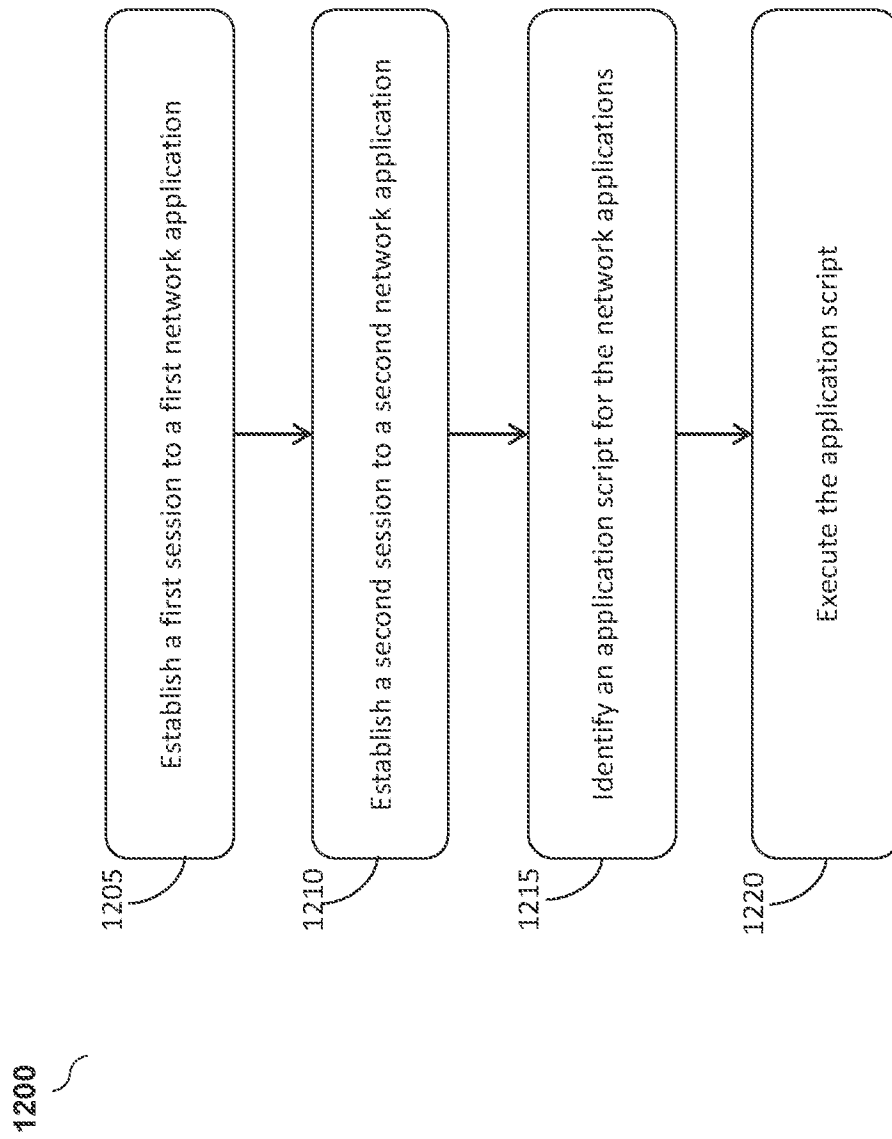 1200
1205
Establish a first session to a first network application
1210
Establish a second session to a second network application
1215
Identify an application script for the network applications
1220
Execute the application script